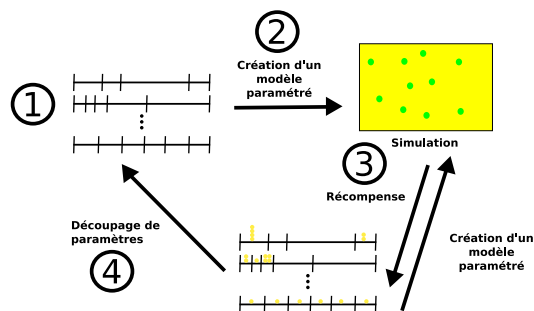 2
Création d'un
modèle
paramétré
1
Simulation
3
Récompense
Découpage de
paramètres
4
Création d'un
modèle
paramétré